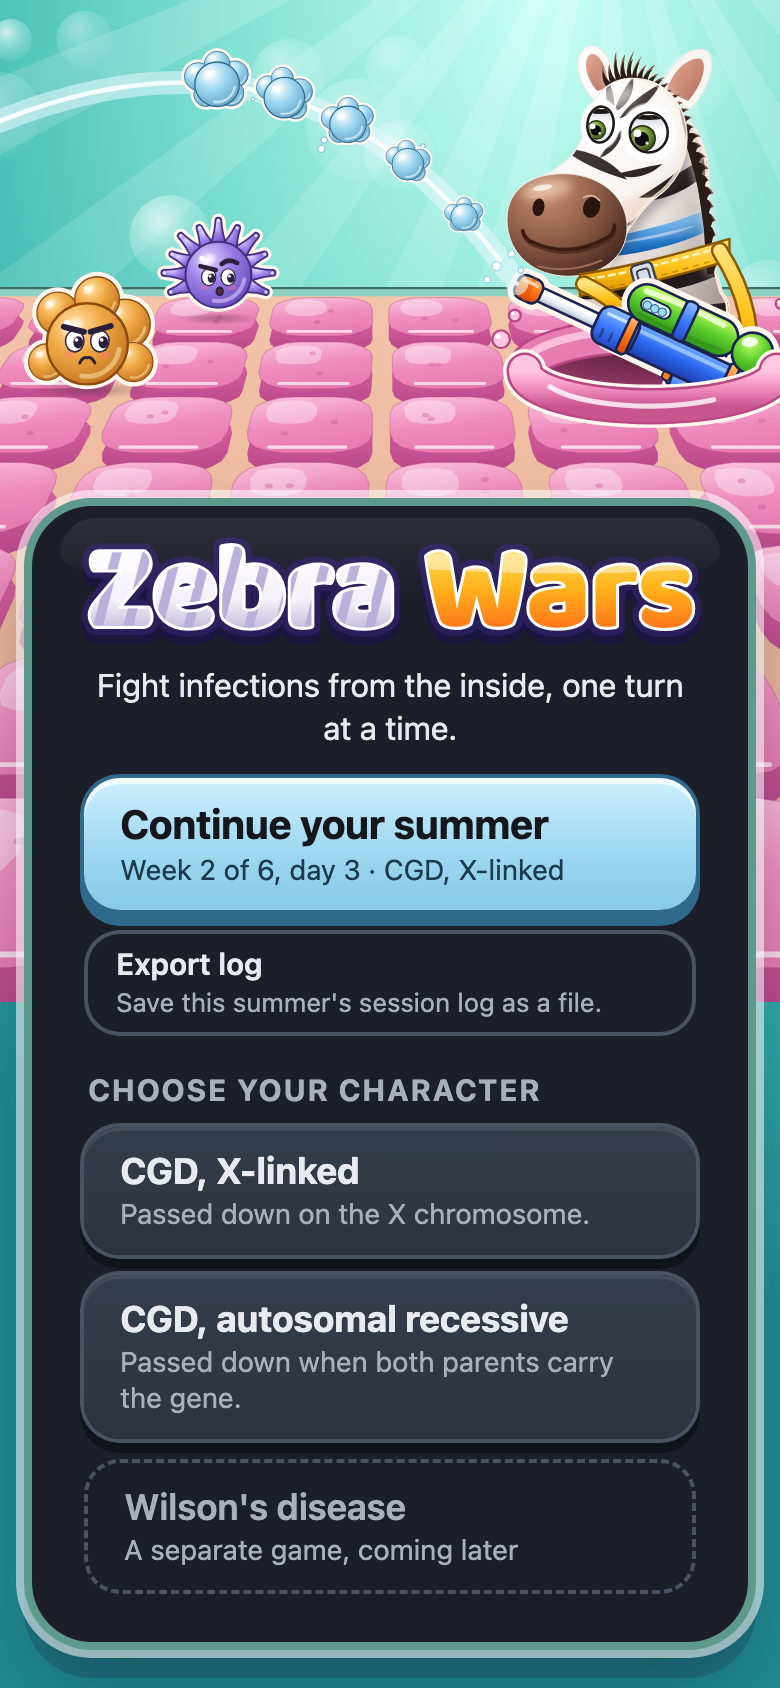 Zebra Wars
Fight infections from the inside, one turn
at a time.
Continue your summer
Week 2 of 6, day 3 · CGD, X-linked
Export log
Save this summer's session log as a file.
CHOOSE YOUR CHARACTER
CGD, X-linked
Passed down on the X chromosome.
CGD, autosomal recessive
Passed down when both parents carry
the gene.
Wilson's disease
A separate game, coming later